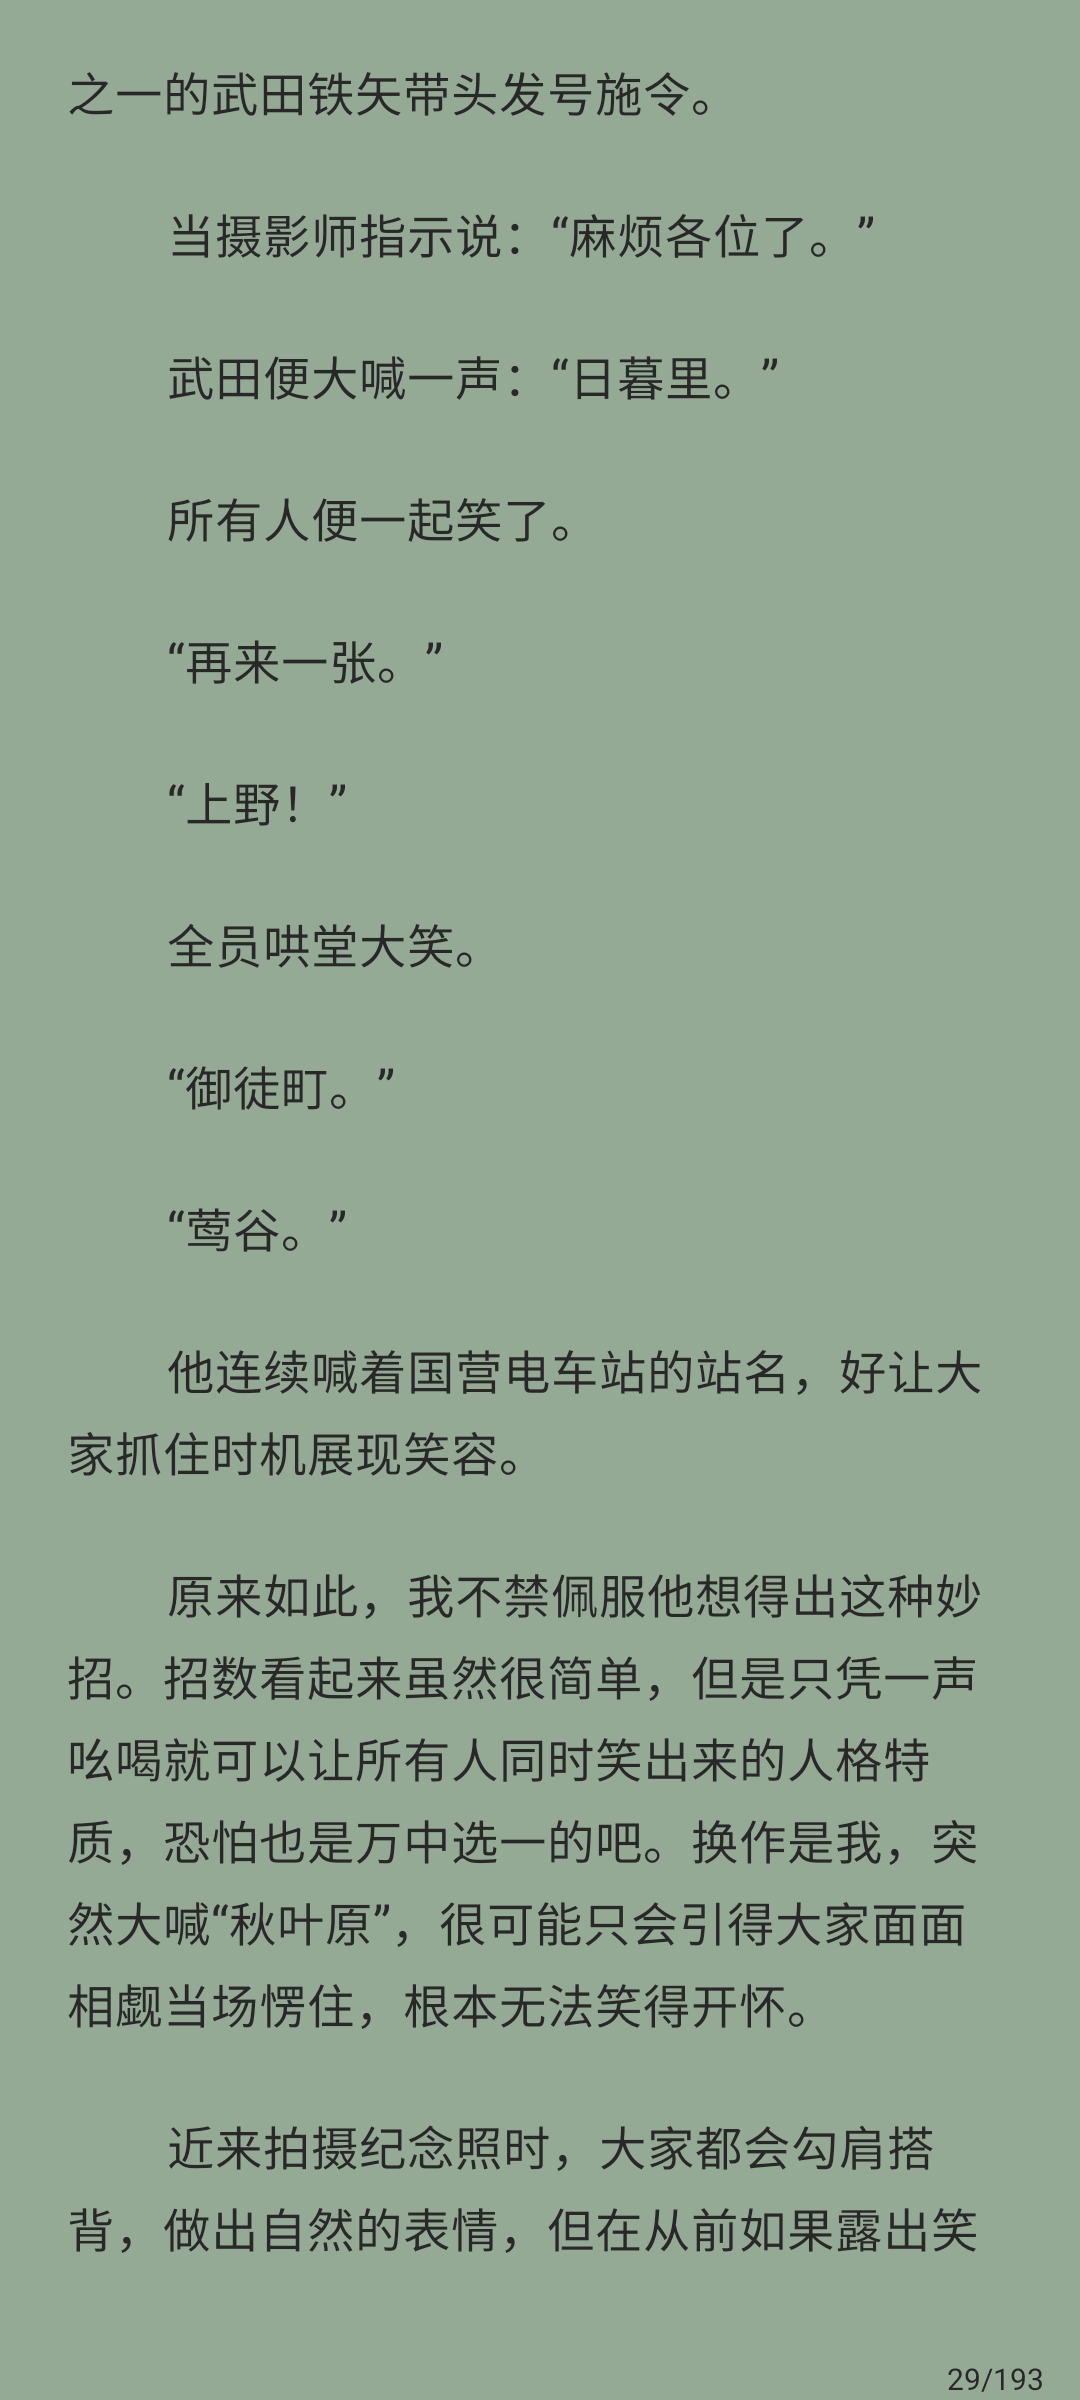 之一的武田铁矢带头发号施令。
当摄影师指示说：“麻烦各位了。”
武田便大喊一声：“日暮里。”
所有人便一起笑了。
“再来一张。”
“上野！”
全员哄堂大笑。
“御徒町。”
“莺谷。”
他连续喊着国营电车站的站名，好让大
家抓住时机展现笑容。
原来如此，我不禁佩服他想得出这种妙
招。招数看起来虽然很简单，但是只凭一声
吆喝就可以让所有人同时笑出来的人格特
质，恐怕也是万中选一的吧。换作是我，突
然大喊“秋叶原”，很可能只会引得大家面面
相觑当场愣住，根本无法笑得开怀。
近来拍摄纪念照时，大家都会勾肩搭
背，做出自然的表情，但在从前如果露出笑
29/193